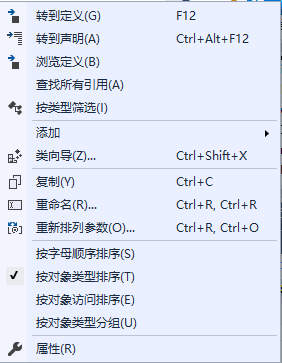 转到定义(G) F12
转到声明(A) Ctrl+Alt+F12
浏览定义(B)
查找所有引用(A)
按类型筛选(I)
添加
类向导(Z)... Ctrl+Shift+X
复制(Y) Ctrl+C
重命名(R)... Ctrl+R, Ctrl+R
重新排列参数(O)... Ctrl+R, Ctrl+O
按字母顺序排序(S)
按对象类型排序(T)
按对象访问排序(E)
按对象类型分组(U)
属性(R)